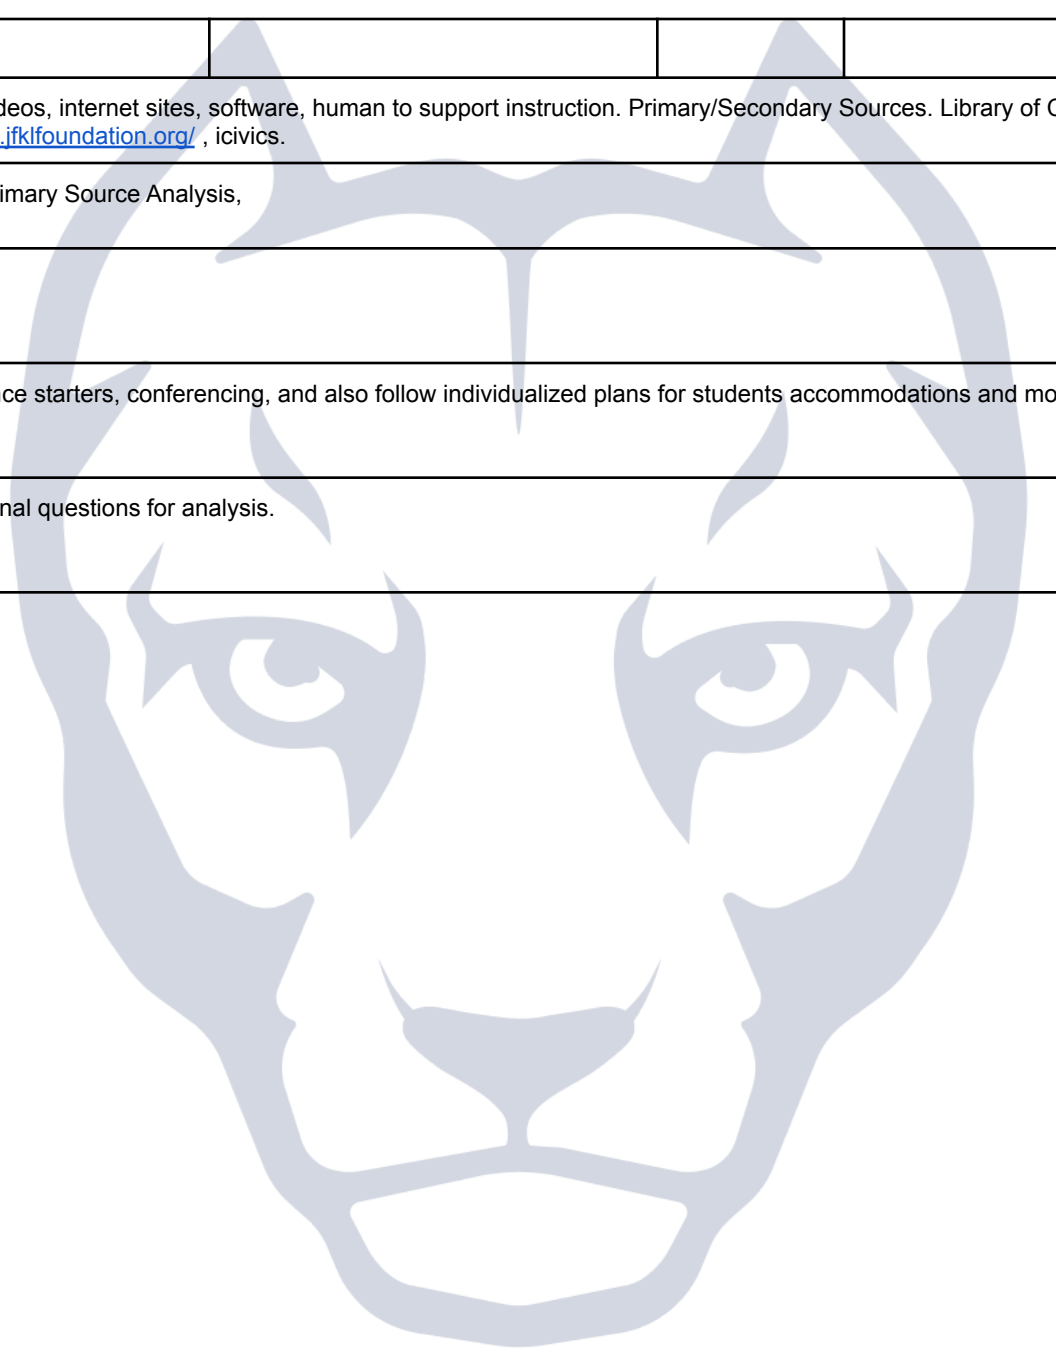 deos, internet sites, software, human to support instruction. Primary/Secondary Sources. Library of
.jfklfoundation.org/ , icivics.
imary Source Analysis,
ce starters, conferencing, and also follow individualized plans for students accommodations and mo
nal questions for analysis.